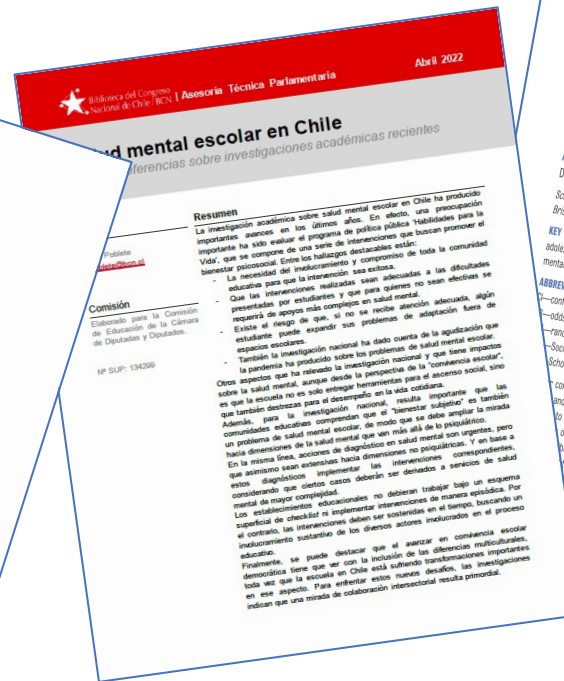 Biblioteca del Congreso
Nacional de Chile / BCN | Asesoría Técnica Parlamentaria
Abril 2022
mental escolar en Chile
sobre investigaciones académicas recientes
Poblete
Comisión
Elaborado para la Comisión
de Educación de la Cámara
de Diputadas y Diputados.
Nº SUP: 134299
Resumen
La investigación académica sobre salud mental escolar en Chile ha producido
importantes avances en los últimos años. En efecto, una preocupación
importante ha sido evaluar el programa de política pública 'Habilidades para la
Vida', que se compone de una serie de intervenciones que buscan promover el
bienestar psicosocial. Entre los hallazgos destacables están:
- La necesidad del involucramiento y compromiso de toda la comunidad
educativa para que la intervención sea exitosa.
- Que las intervenciones realizadas sean adecuadas a las dificultades
presentadas por estudiantes y que para quienes no sean efectivas se
requerirá de apoyos más complejos en salud mental.
- Existe el riesgo de que, si no se recibe atención adecuada, algún
estudiante puede expandir sus problemas de adaptación fuera de
espacios escolares.
- También la investigación nacional ha dado cuenta de la agudización que
la pandemia ha producido sobre los problemas de salud mental escolar.
Otros aspectos que ha relevado la investigación nacional y que tiene impactos
sobre la salud mental, aunque desde la perspectiva de la "convivencia escolar",
es que la escuela no es solo entregar herramientas para el ascenso social, sino
que también destrezas para el desempeño en la vida cotidiana.
Además, para la investigación nacional, resulta importante que las
comunidades educativas comprendan que el "bienestar subjetivo" es también
un problema de salud mental escolar, de modo que se debe ampliar la mirada
hacia dimensiones de la salud mental que van más allá de lo psiquiátrico.
En la misma línea, acciones de diagnóstico en salud mental son urgentes, pero
que asimismo sean extensivas hacia dimensiones no psiquiátricas. Y en base a
estos diagnósticos implementar las intervenciones correspondientes,
considerando que ciertos casos deberán ser derivados a servicios de salud
mental de mayor complejidad.
Los establecimientos educacionales no debieran trabajar bajo un esquema
superficial de checklist ni implementar intervenciones de manera episódica. Por
el contrario, las intervenciones deben ser sostenidas en el tiempo, buscando un
involucramiento sustantivo de los diversos actores involucrados en el proceso
educativo.
Finalmente, se puede destacar que el avanzar en convivencia escolar
democrática tiene que ver con la inclusión de las diferencias multiculturales,
toda vez que la escuela en Chile está sufriendo transformaciones importantes
en ese aspecto. Para enfrentar estos nuevos desafíos, las investigaciones
indican que una mirada de colaboración intersectorial resulta primordial.
KEY